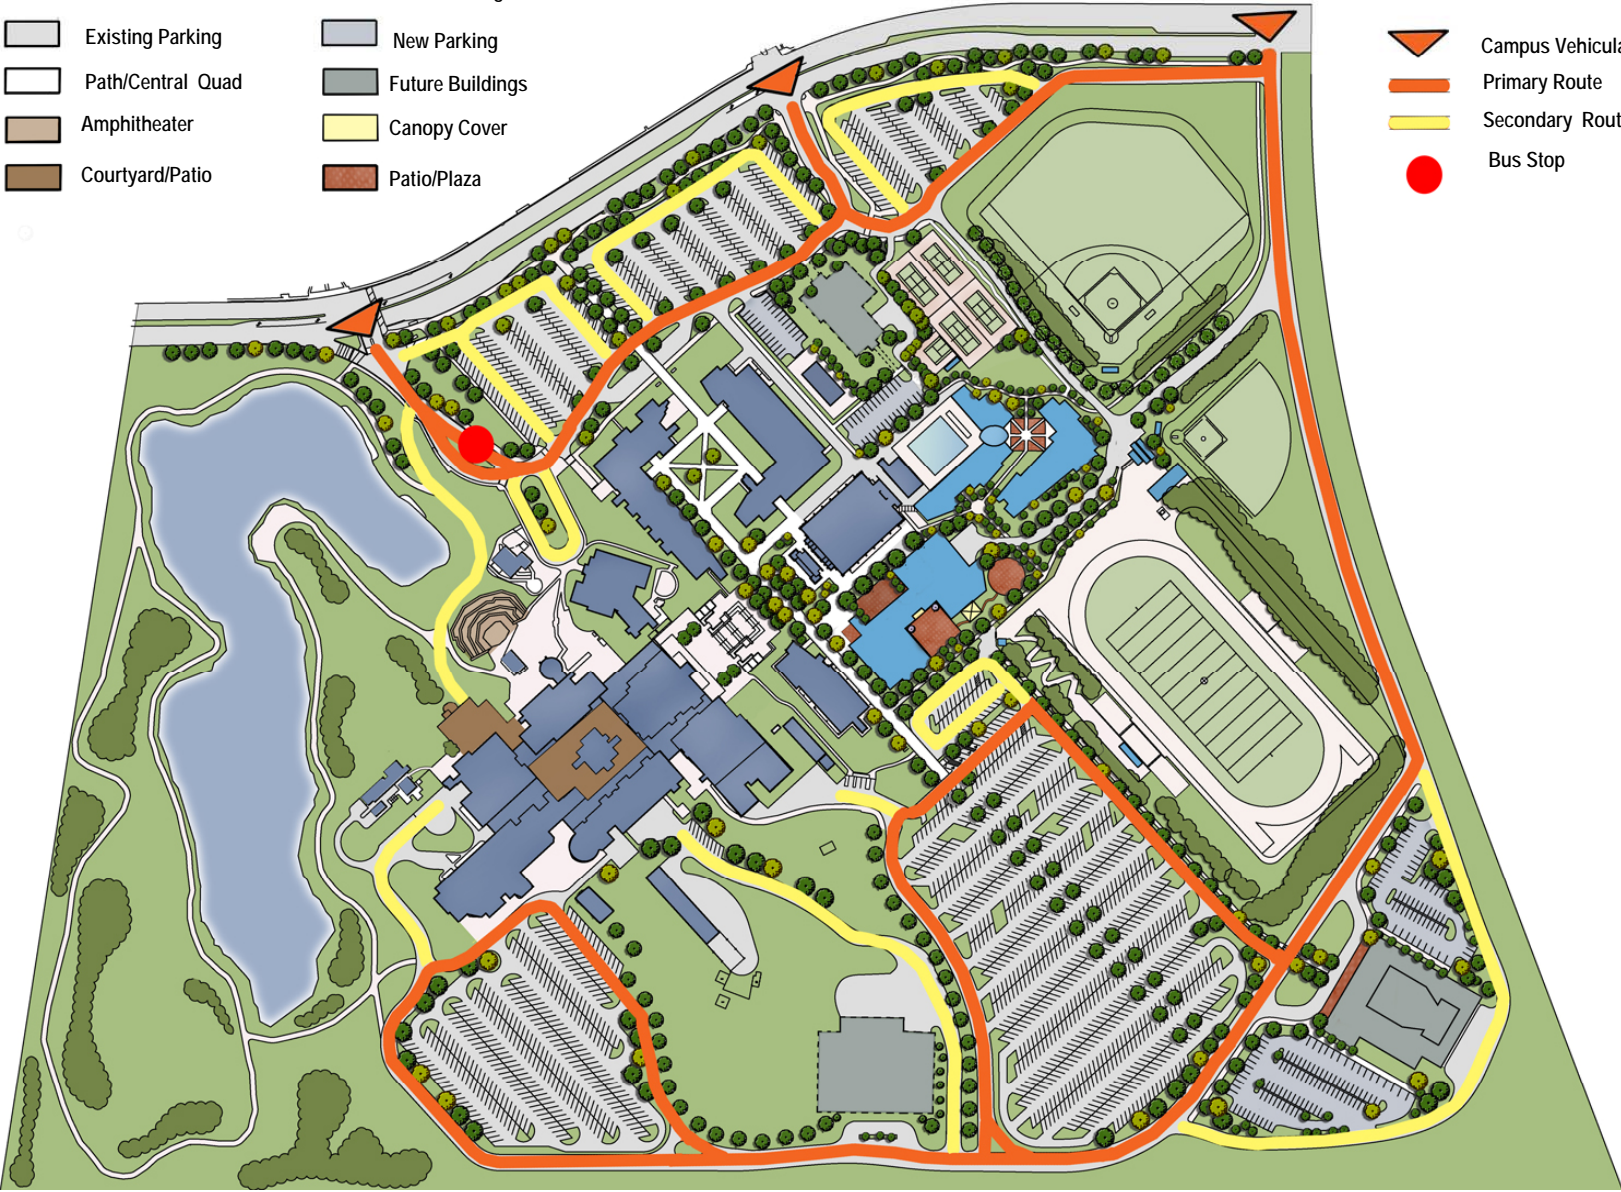 Existing Parking
New Parking
Path/Central Quad
Future Buildings
Amphitheater
Canopy Cover
Courtyard/Patio
Patio/Plaza
Campus Vehicula
Primary Route
Secondary Rout
Bus Stop